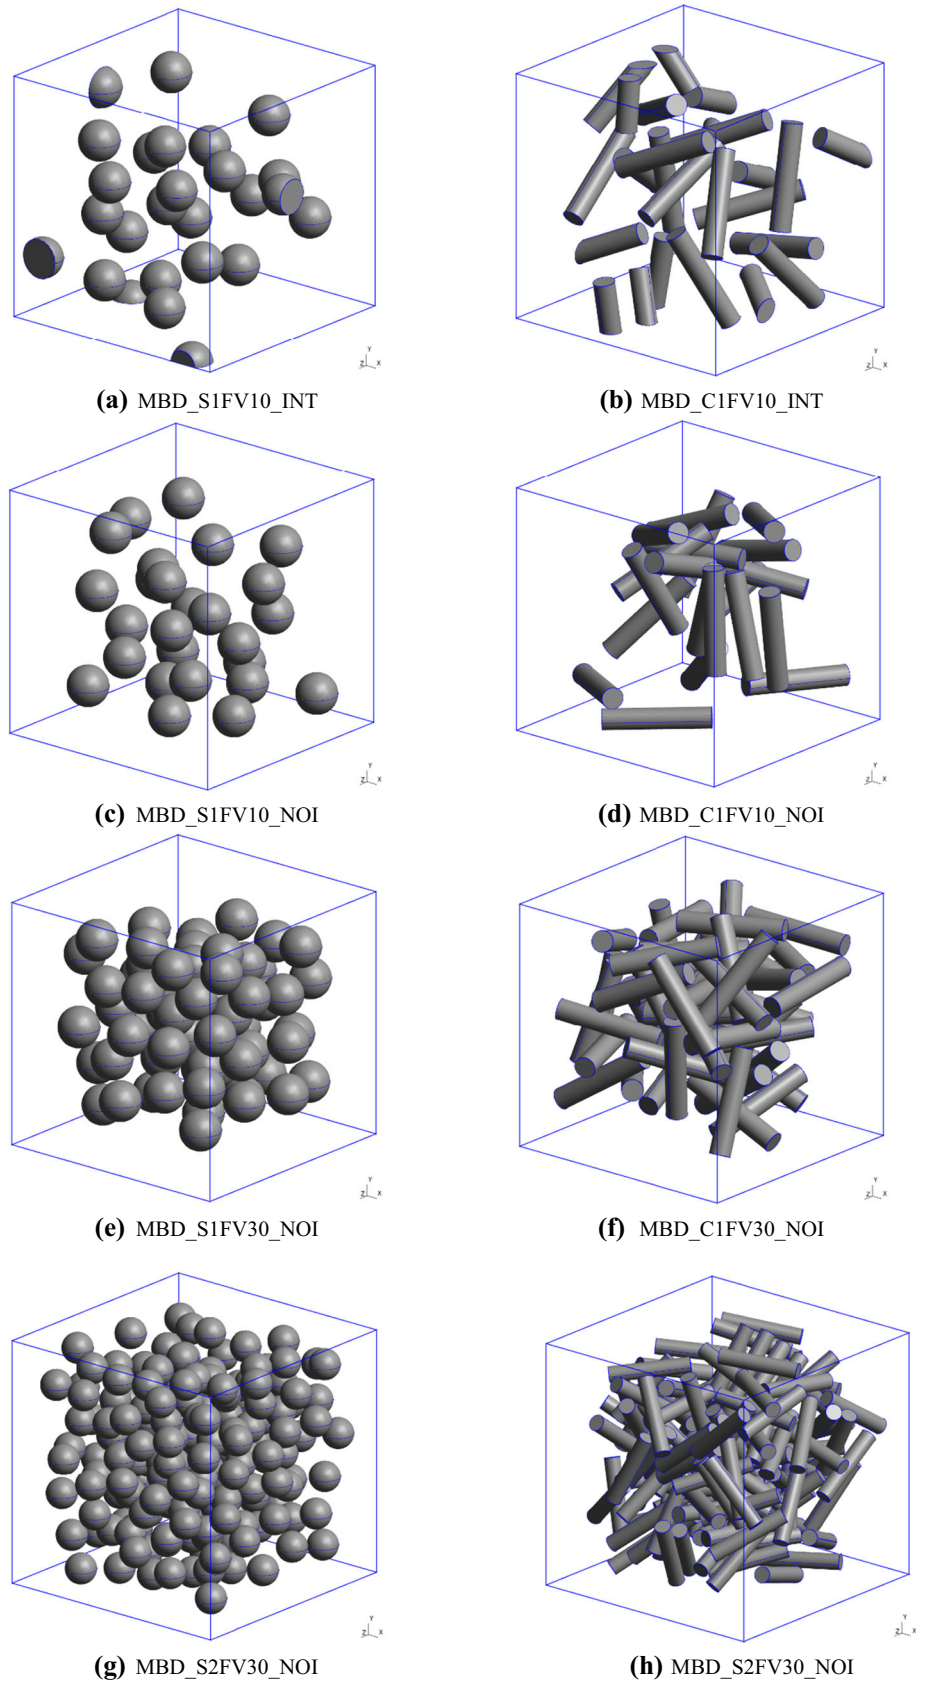 Y
Z X
Y
Z X
(a) MBD_S1FV10_INT
(b) MBD_C1FV10_INT
Y
Z X
Y
Z X
(c) MBD_S1FV10_NOI
(d) MBD_C1FV10_NOI
Y
Z X
Y
Z X
(e) MBD_S1FV30_NOI
(f) MBD_C1FV30_NOI
Y
Z X
Y
Z X
(g) MBD_S2FV30_NOI
(h) MBD_S2FV30_NOI